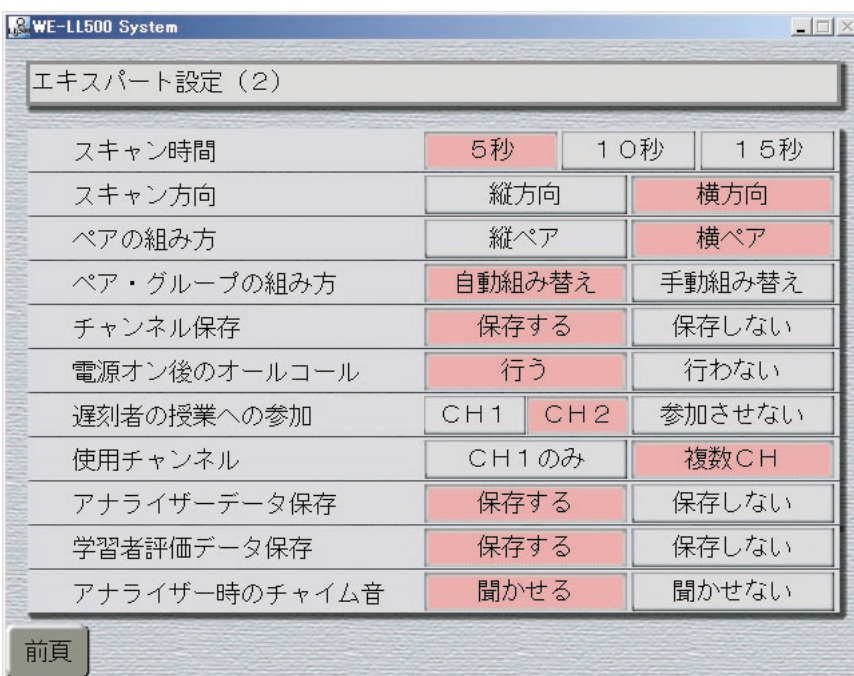 WE-LL500 System
エキスパート設定（２）
スキャン時間 ５秒 １０秒 １５秒
スキャン方向 縦方向 横方向
ペアの組み方 縦ペア 横ペア
ペア・グループの組み方 自動組み替え 手動組み替え
チャンネル保存 保存する 保存しない
電源オン後のオールコール 行う 行わない
遅刻者の授業への参加 ＣＨ１ ＣＨ２ 参加させない
使用チャンネル ＣＨ１のみ 複数ＣＨ
アナライザーデータ保存 保存する 保存しない
学習者評価データ保存 保存する 保存しない
アナライザー時のチャイム音 聞かせる 聞かせない
前頁